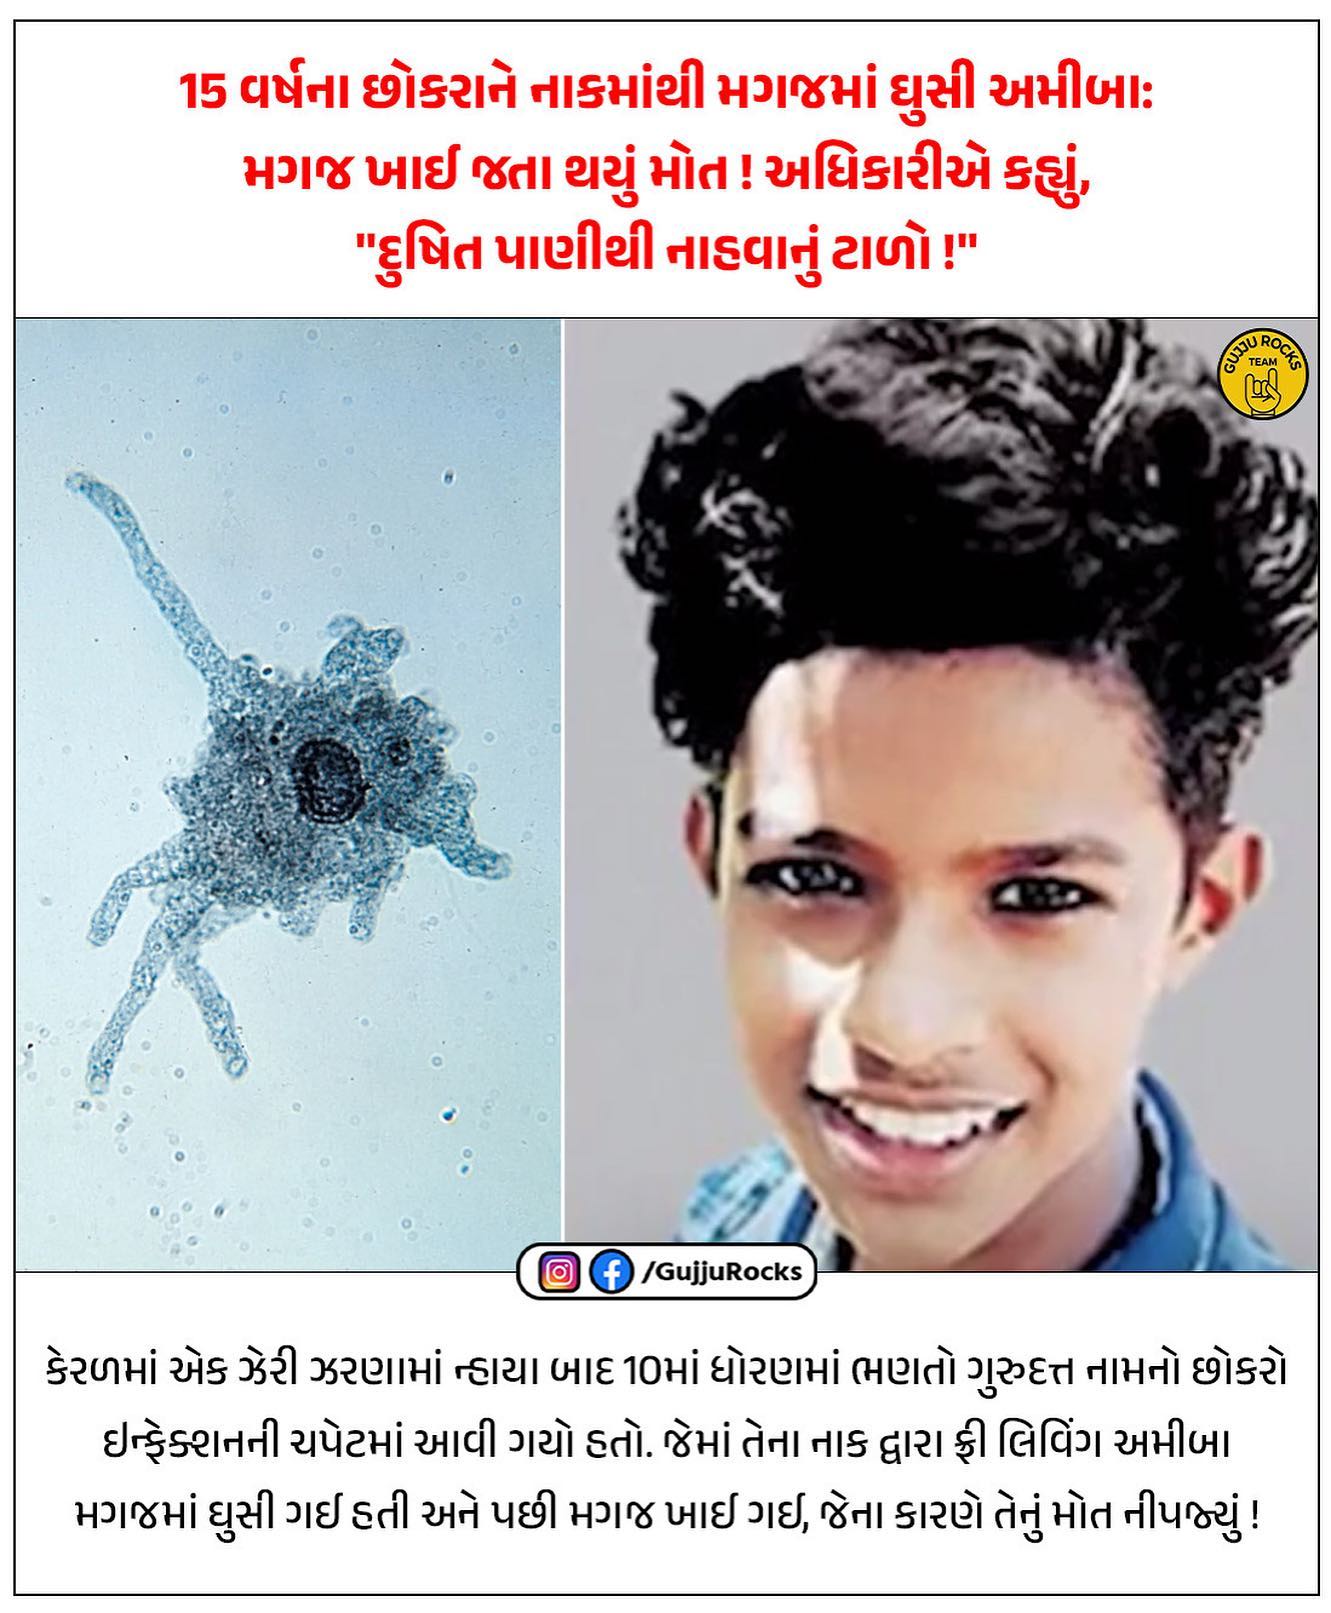 15 વર્ષના છોકરાને નાકમાંથી મગજમાં ઘુસી અમીબા:
મગજ ખાઈ જતા થયું મોત ! અધિકારીએ કહ્યું,
"દુષિત પાણીથી નાહવાનું ટાળો !"
GUJJU ROCKS
TEAM
/GujjuRocks
કેરળમાં એક ઝેરી ઝરણામાં ન્હાયા બાદ 10માં ધોરણમાં ભણતો ગુરુદત્ત નામનો છોકરો
ઇન્ફેક્શનની ચપેટમાં આવી ગયો હતો. જેમાં તેના નાક દ્વારા ફ્રી લિવિંગ અમીબા
મગજમાં ઘુસી ગઈ હતી અને પછી મગજ ખાઈ ગઈ, જેના કારણે તેનું મોત નીપજ્યું !